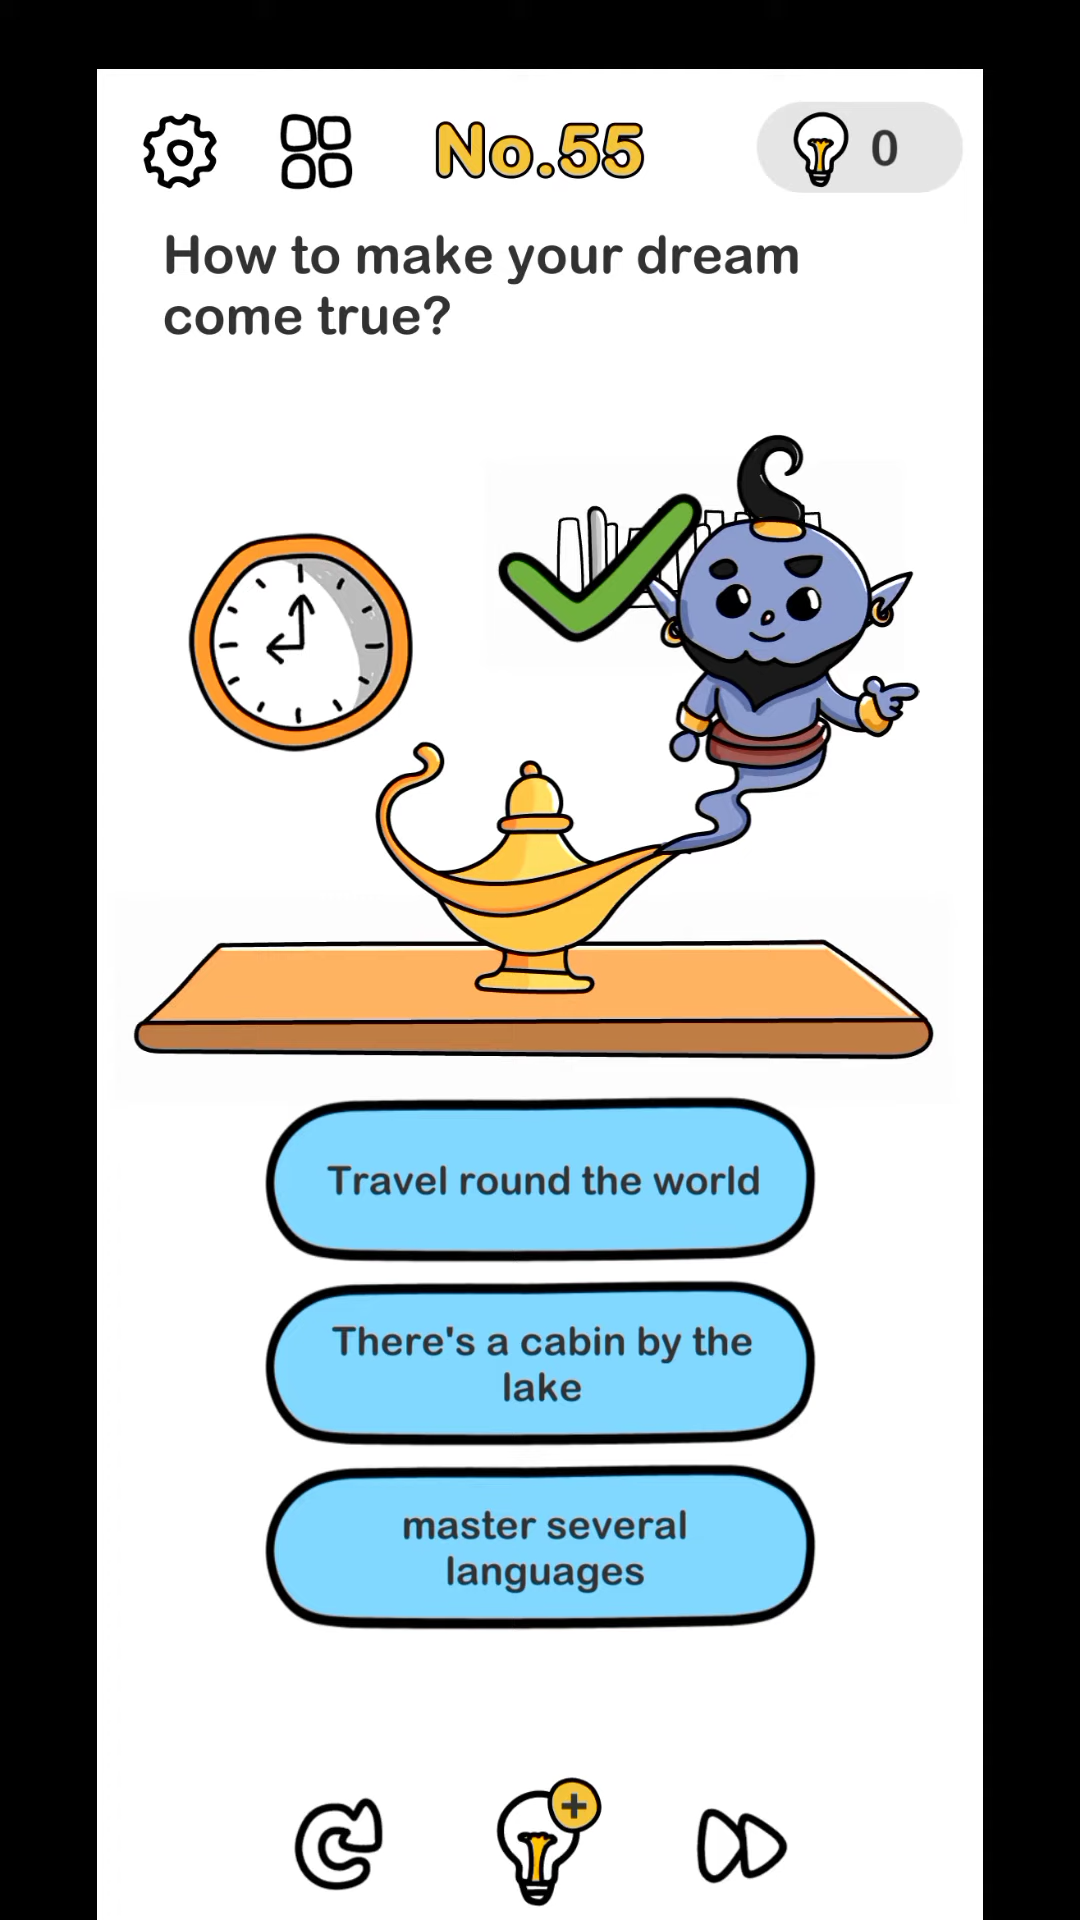 No.55
0
How to make your dream
come true?
Travel round the world
There's a cabin by the
lake
master several
languages